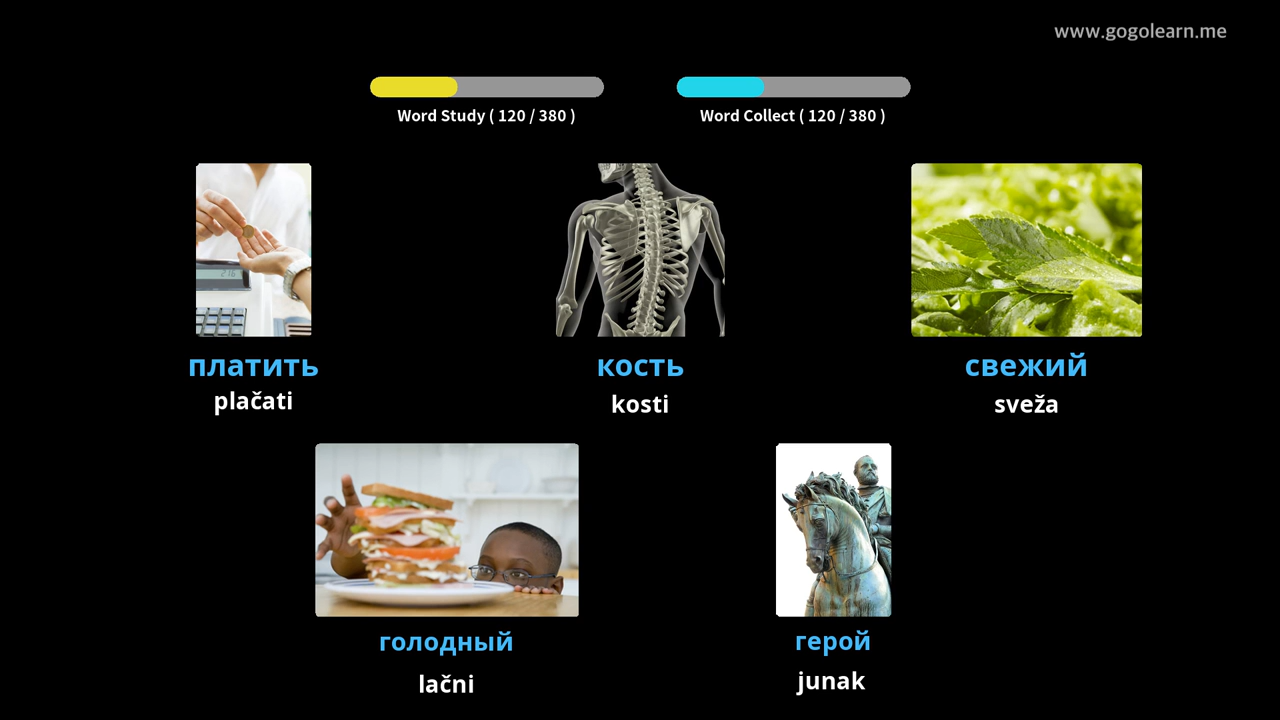 www.gogolearn.me
Word Study ( 120 / 380 )
Word Collect ( 120 / 380 )
платить
plačati
кость
kosti
свежий
sveža
голодный
lačni
герой
junak